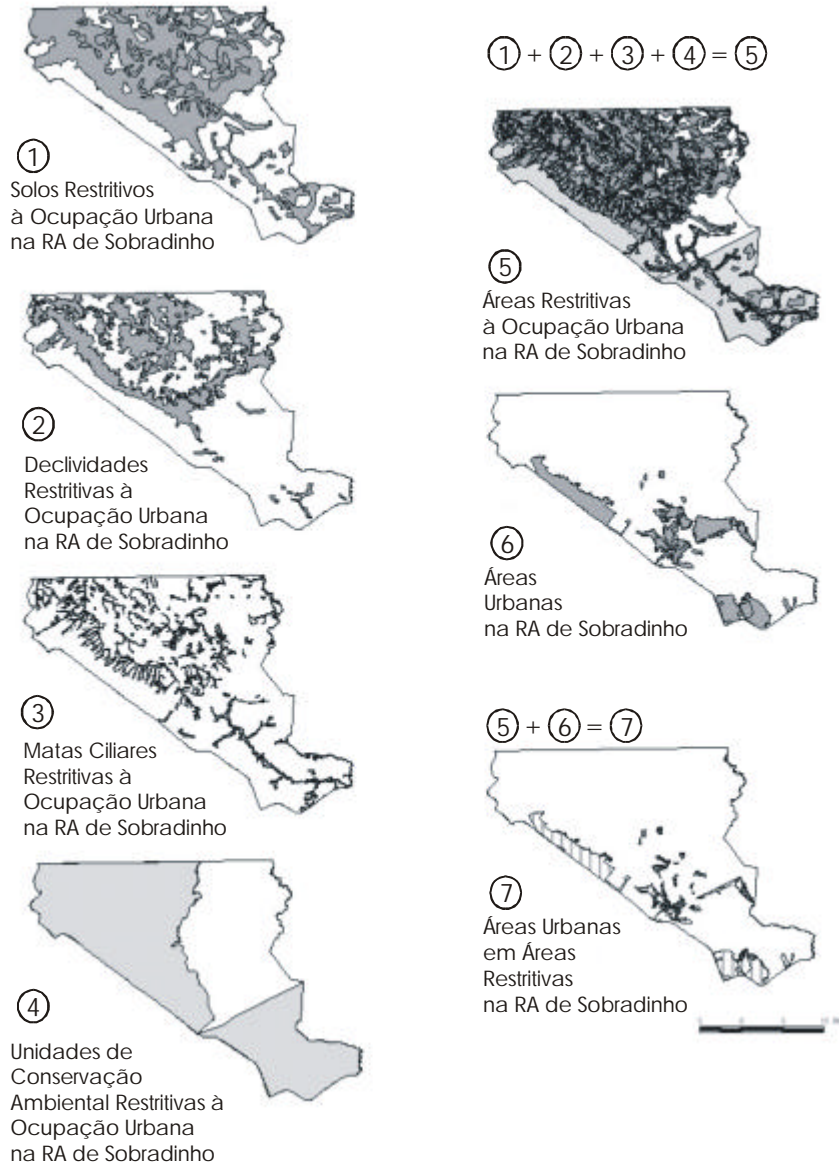 ①
Solos Restritivos
à Ocupação Urbana
na RA de Sobradinho
②
Declividades
Restritivas à
Ocupação Urbana
na RA de Sobradinho
③
Matas Ciliares
Restritivas à
Ocupação Urbana
na RA de Sobradinho
④
Unidades de
Conservação
Ambiental Restritivas à
Ocupação Urbana
na RA de Sobradinho
① + ② + ③ + ④ = ⑤
⑤
Áreas Restritivas
à Ocupação Urbana
na RA de Sobradinho
⑥
Áreas
Urbanas
na RA de Sobradinho
⑤ + ⑥ = ⑦
⑦
Áreas Urbanas
em Áreas
Restritivas
na RA de Sobradinho